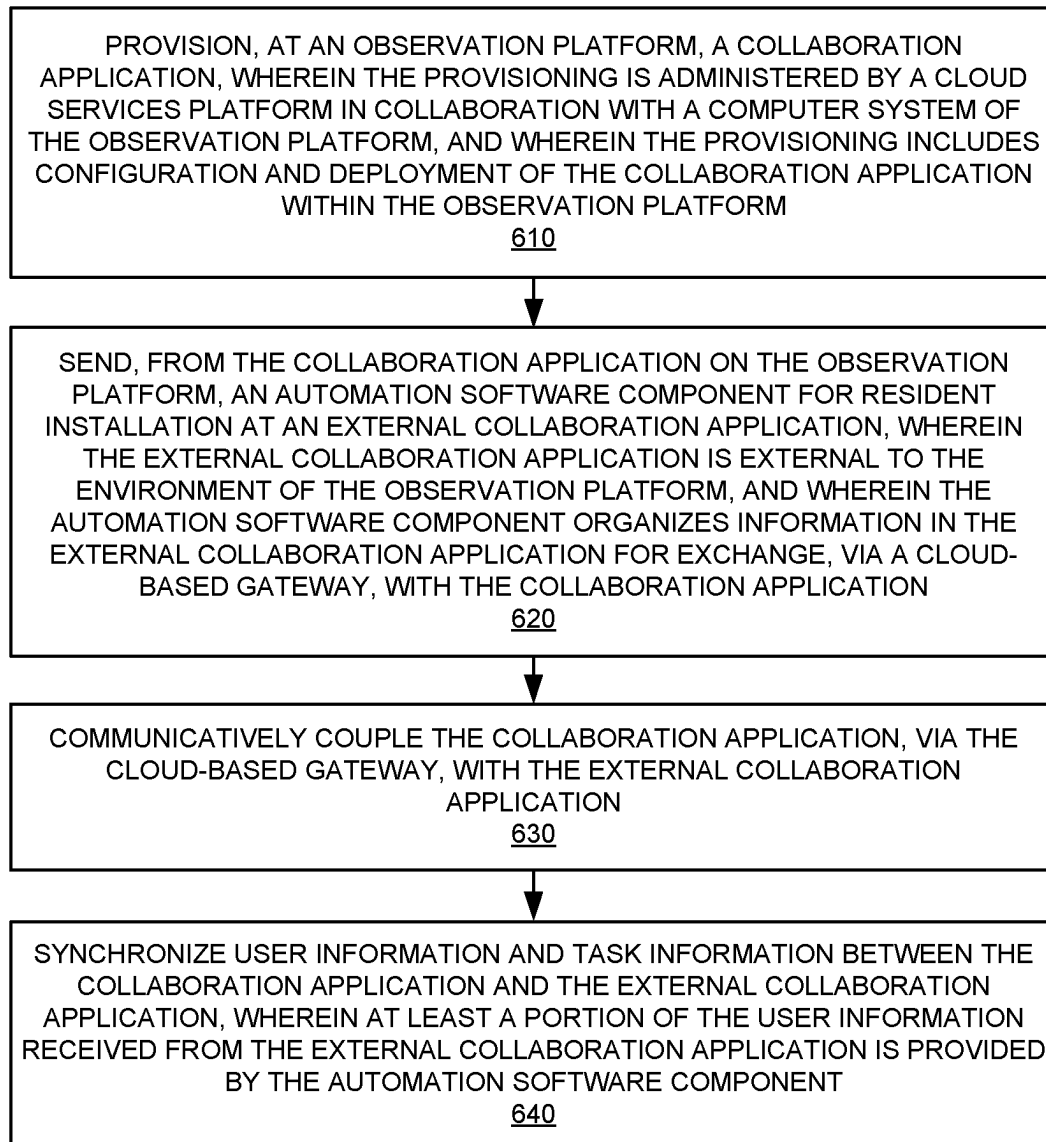 PROVISION, AT AN OBSERVATION PLATFORM, A COLLABORATION
APPLICATION, WHEREIN THE PROVISIONING IS ADMINISTERED BY A CLOUD
SERVICES PLATFORM IN COLLABORATION WITH A COMPUTER SYSTEM OF
THE OBSERVATION PLATFORM, AND WHEREIN THE PROVISIONING INCLUDES
CONFIGURATION AND DEPLOYMENT OF THE COLLABORATION APPLICATION
WITHIN THE OBSERVATION PLATFORM
610
SEND, FROM THE COLLABORATION APPLICATION ON THE OBSERVATION
PLATFORM, AN AUTOMATION SOFTWARE COMPONENT FOR RESIDENT
INSTALLATION AT AN EXTERNAL COLLABORATION APPLICATION, WHEREIN
THE EXTERNAL COLLABORATION APPLICATION IS EXTERNAL TO THE
ENVIRONMENT OF THE OBSERVATION PLATFORM, AND WHEREIN THE
AUTOMATION SOFTWARE COMPONENT ORGANIZES INFORMATION IN THE
EXTERNAL COLLABORATION APPLICATION FOR EXCHANGE, VIA A CLOUD-
BASED GATEWAY, WITH THE COLLABORATION APPLICATION
620
COMMUNICATIVELY COUPLE THE COLLABORATION APPLICATION, VIA THE
CLOUD-BASED GATEWAY, WITH THE EXTERNAL COLLABORATION
APPLICATION
630
SYNCHRONIZE USER INFORMATION AND TASK INFORMATION BETWEEN THE
COLLABORATION APPLICATION AND THE EXTERNAL COLLABORATION
APPLICATION, WHEREIN AT LEAST A PORTION OF THE USER INFORMATION
RECEIVED FROM THE EXTERNAL COLLABORATION APPLICATION IS PROVIDED
BY THE AUTOMATION SOFTWARE COMPONENT
640